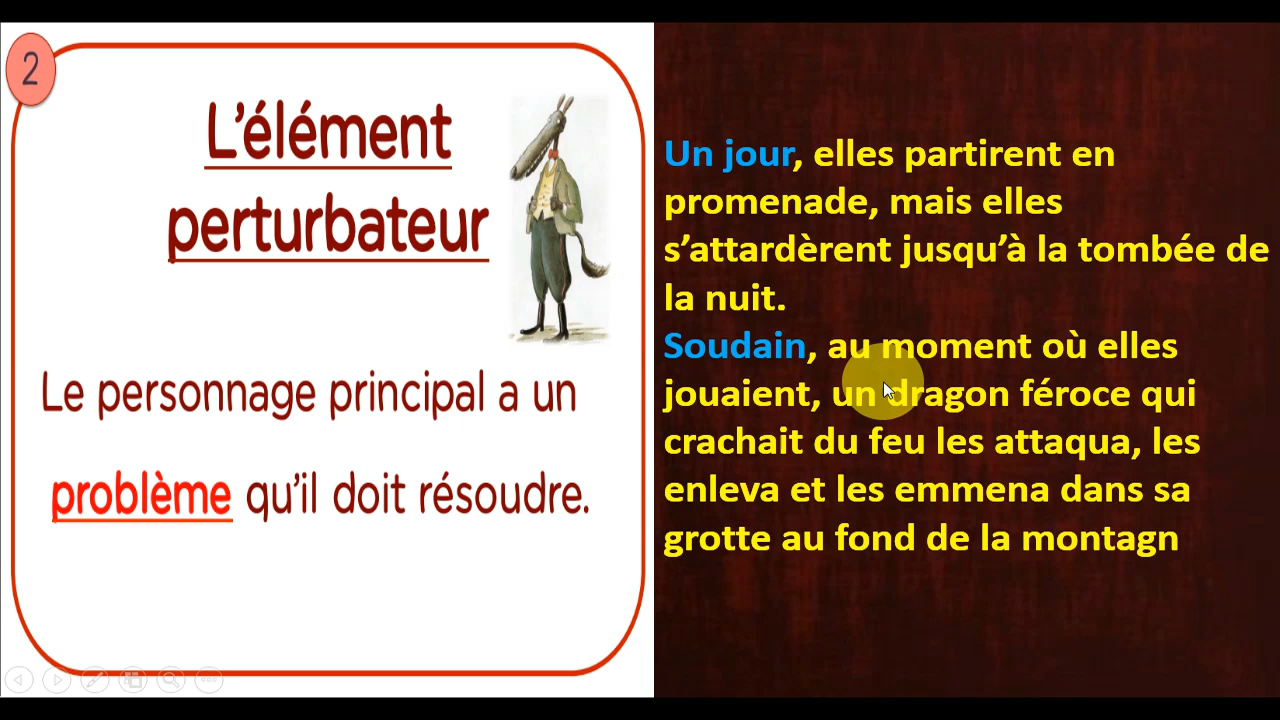 2
L'élément
perturbateur
Le personnage principal a un
problème qu'il doit résoudre.
Un jour, elles partirent en
promenade, mais elles
s'attardèrent jusqu'à la tombée de
la nuit.
Soudain, au moment où elles
jouaient, un dragon féroce qui
crachait du feu les attaqua, les
enleva et les emmena dans sa
grotte au fond de la montagn